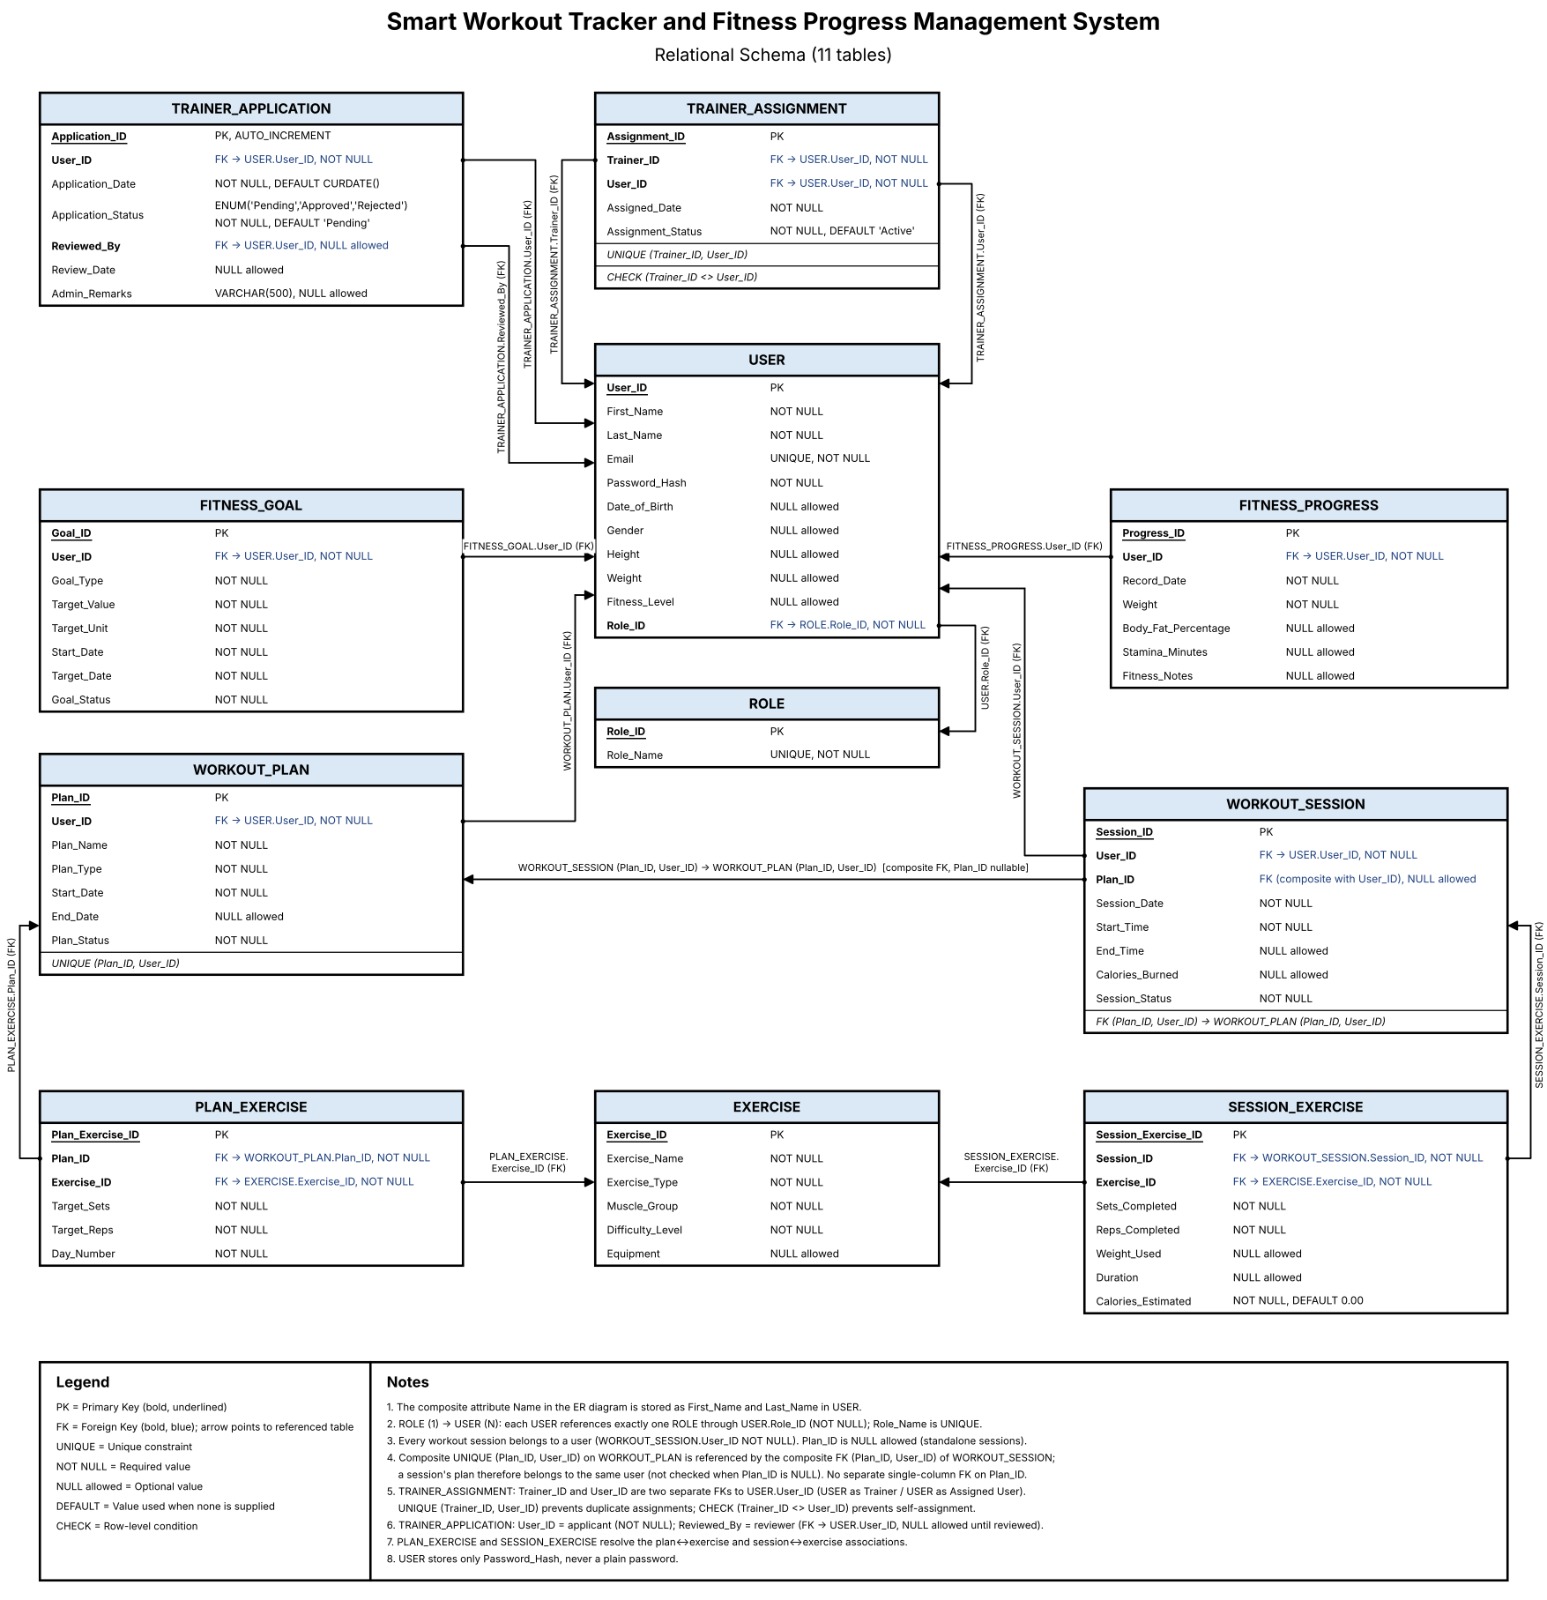 Smart Workout Tracker and Fitness Progress Management System
Relational Schema (11 tables)
TRAINER_APPLICATION
Application_ID PK, AUTO_INCREMENT
User_ID FK → USER.User_ID, NOT NULL
Application_Date NOT NULL, DEFAULT CURDATE()
Application_Status ENUM('Pending','Approved','Rejected')
NOT NULL, DEFAULT 'Pending'
Reviewed_By FK → USER.User_ID, NULL allowed
Review_Date NULL allowed
Admin_Remarks VARCHAR(500), NULL allowed
TRAINER_APPLICATION.Reviewed_By (FK)
TRAINER_APPLICATION.User_ID (FK)
TRAINER_ASSIGNMENT.Trainer_ID (FK)
TRAINER_ASSIGNMENT
Assignment_ID PK
Trainer_ID FK → USER.User_ID, NOT NULL
User_ID FK → USER.User_ID, NOT NULL
Assigned_Date NOT NULL
Assignment_Status NOT NULL, DEFAULT 'Active'
UNIQUE (Trainer_ID, User_ID)
CHECK (Trainer_ID <> User_ID)
TRAINER_ASSIGNMENT.User_ID (FK)
USER
User_ID PK
First_Name NOT NULL
Last_Name NOT NULL
Email UNIQUE, NOT NULL
Password_Hash NOT NULL
Date_of_Birth NULL allowed
Gender NULL allowed
Height NULL allowed
Weight NULL allowed
Fitness_Level NULL allowed
Role_ID FK → ROLE.Role_ID, NOT NULL
FITNESS_GOAL
Goal_ID PK
User_ID FK → USER.User_ID, NOT NULL
Goal_Type NOT NULL
Target_Value NOT NULL
Target_Unit NOT NULL
Start_Date NOT NULL
Target_Date NOT NULL
Goal_Status NOT NULL
FITNESS_GOAL.User_ID (FK)
FITNESS_PROGRESS.User_ID (FK)
FITNESS_PROGRESS
Progress_ID PK
User_ID FK → USER.User_ID, NOT NULL
Record_Date NOT NULL
Weight NOT NULL
Body_Fat_Percentage NULL allowed
Stamina_Minutes NULL allowed
Fitness_Notes NULL allowed
WORKOUT_PLAN.User_ID (FK)
USER.Role_ID (FK)
WORKOUT_SESSION.User_ID (FK)
ROLE
Role_ID PK
Role_Name UNIQUE, NOT NULL
WORKOUT_PLAN
Plan_ID PK
User_ID FK → USER.User_ID, NOT NULL
Plan_Name NOT NULL
Plan_Type NOT NULL
Start_Date NOT NULL
End_Date NULL allowed
Plan_Status NOT NULL
UNIQUE (Plan_ID, User_ID)
WORKOUT_SESSION (Plan_ID, User_ID) → WORKOUT_PLAN (Plan_ID, User_ID) [composite FK, Plan_ID nullable]
WORKOUT_SESSION
Session_ID PK
User_ID FK → USER.User_ID, NOT NULL
Plan_ID FK (composite with User_ID), NULL allowed
Session_Date NOT NULL
Start_Time NOT NULL
End_Time NULL allowed
Calories_Burned NULL allowed
Session_Status NOT NULL
FK (Plan_ID, User_ID) → WORKOUT_PLAN (Plan_ID, User_ID)
PLAN_EXERCISE.Plan_ID (FK)
SESSION_EXERCISE.Session_ID (FK)
PLAN_EXERCISE
Plan_Exercise_ID PK
Plan_ID FK → WORKOUT_PLAN.Plan_ID, NOT NULL
Exercise_ID FK → EXERCISE.Exercise_ID, NOT NULL
Target_Sets NOT NULL
Target_Reps NOT NULL
Day_Number NOT NULL
PLAN_EXERCISE.
Exercise_ID (FK)
EXERCISE
Exercise_ID PK
Exercise_Name NOT NULL
Exercise_Type NOT NULL
Muscle_Group NOT NULL
Difficulty_Level NOT NULL
Equipment NULL allowed
SESSION_EXERCISE.
Exercise_ID (FK)
SESSION_EXERCISE
Session_Exercise_ID PK
Session_ID FK → WORKOUT_SESSION.Session_ID, NOT NULL
Exercise_ID FK → EXERCISE.Exercise_ID, NOT NULL
Sets_Completed NOT NULL
Reps_Completed NOT NULL
Weight_Used NULL allowed
Duration NULL allowed
Calories_Estimated NOT NULL, DEFAULT 0.00
Legend
PK = Primary Key (bold, underlined)
FK = Foreign Key (bold, blue); arrow points to referenced table
UNIQUE = Unique constraint
NOT NULL = Required value
NULL allowed = Optional value
DEFAULT = Value used when none is supplied
CHECK = Row-level condition
Notes
1. The composite attribute Name in the ER diagram is stored as First_Name and Last_Name in USER.
2. ROLE (1) → USER (N): each USER references exactly one ROLE through USER.Role_ID (NOT NULL); Role_Name is UNIQUE.
3. Every workout session belongs to a user (WORKOUT_SESSION.User_ID NOT NULL). Plan_ID is NULL allowed (standalone sessions).
4. Composite UNIQUE (Plan_ID, User_ID) on WORKOUT_PLAN is referenced by the composite FK (Plan_ID, User_ID) of WORKOUT_SESSION;
a session's plan therefore belongs to the same user (not checked when Plan_ID is NULL). No separate single-column FK on Plan_ID.
5. TRAINER_ASSIGNMENT: Trainer_ID and User_ID are two separate FKs to USER.User_ID (USER as Trainer / USER as Assigned User).
UNIQUE (Trainer_ID, User_ID) prevents duplicate assignments; CHECK (Trainer_ID <> User_ID) prevents self-assignment.
6. TRAINER_APPLICATION: User_ID = applicant (NOT NULL); Reviewed_By = reviewer (FK → USER.User_ID, NULL allowed until reviewed).
7. PLAN_EXERCISE and SESSION_EXERCISE resolve the plan↔exercise and session↔exercise associations.
8. USER stores only Password_Hash, never a plain password.